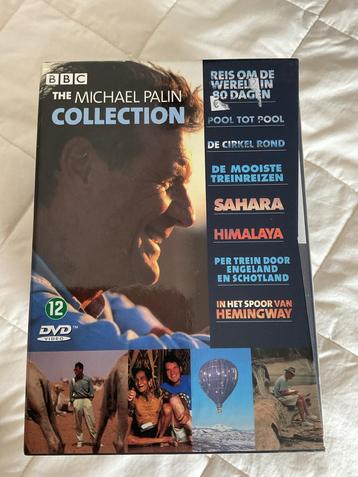 BBC
THE MICHAEL PALIN
COLLECTION
REIS OM DE
WERELD IN
80 DAGEN
POOL TOT POOL
DE CIRKEL ROND
DE MOOISTE
TREINREIZEN
SAHARA
HIMALAYA
PER TREIN DOOR
ENGELAND
EN SCHOTLAND
IN HET SPOOR VAN
HEMINGWAY
12
DVD
VIDEO